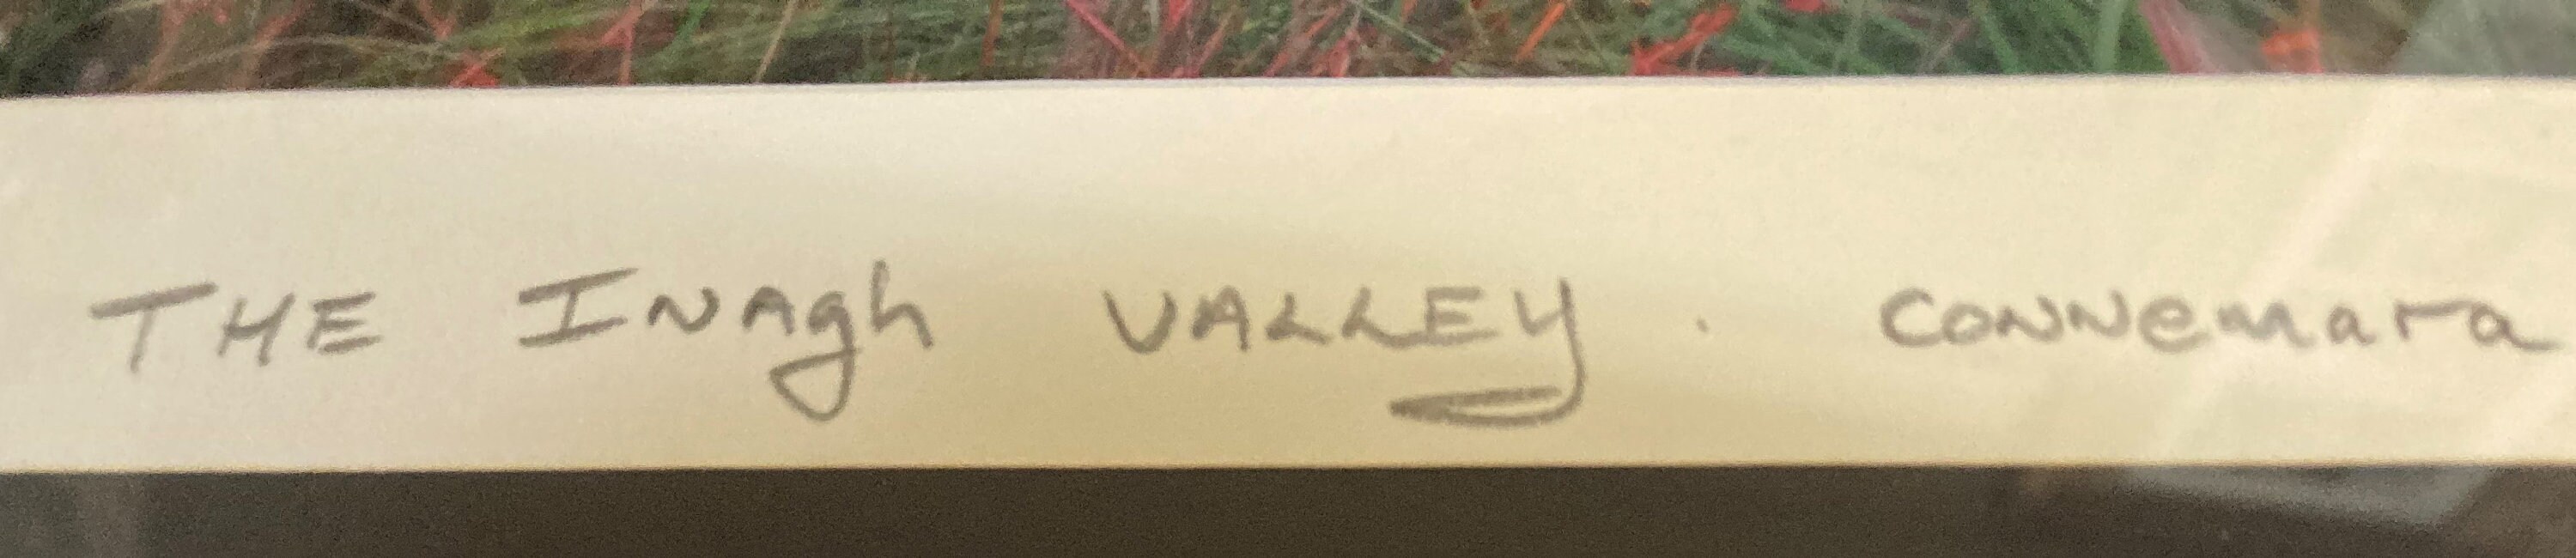 THE INAgh VALLEY . CONNemara